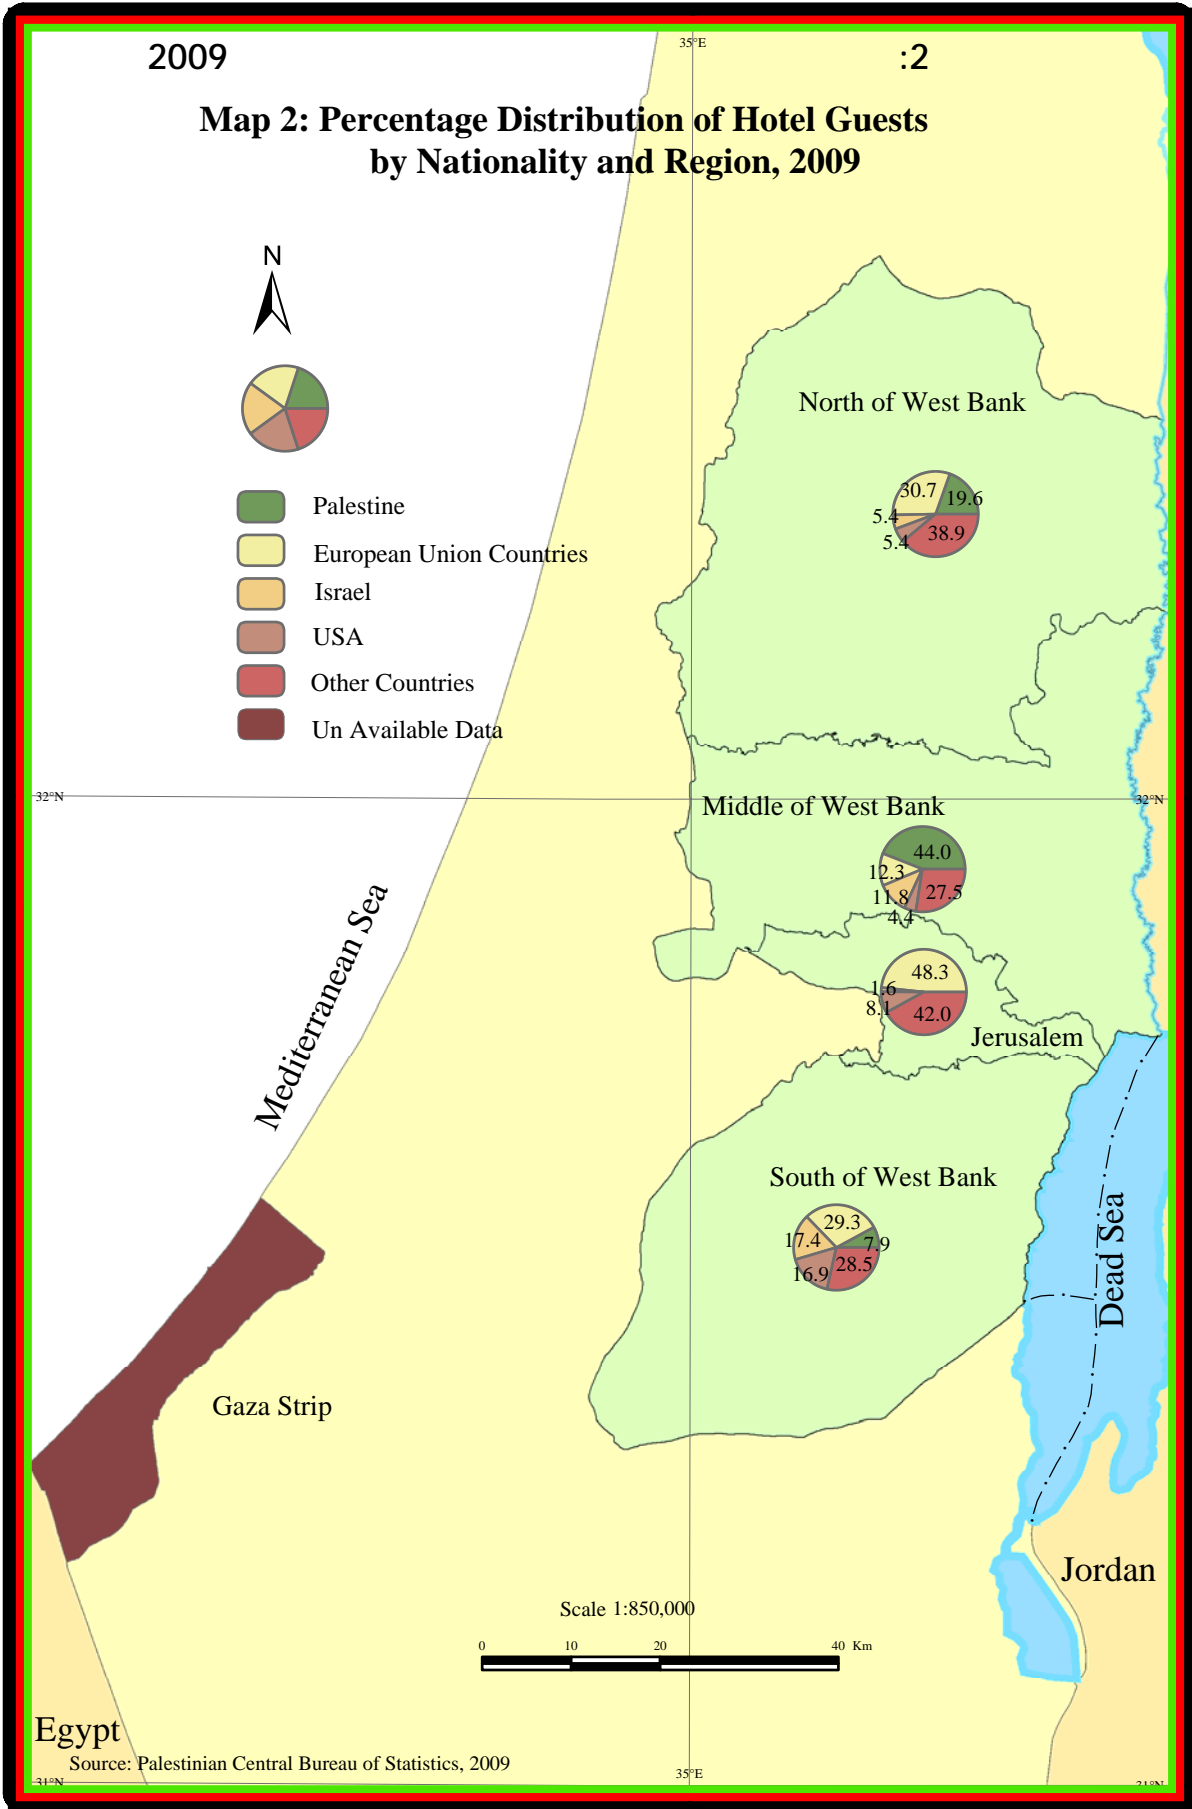 2009 :2
35°E
Map 2: Percentage Distribution of Hotel Guests
by Nationality and Region, 2009
N
Palestine
European Union Countries
Israel
USA
Other Countries
Un Available Data
North of West Bank
30.7
19.6
5.4
5.4
38.9
32°N
32°N
Middle of West Bank
44.0
12.3
11.8
4.4
27.5
48.3
1.6
8.1
42.0
Jerusalem
Mediterranean Sea
South of West Bank
29.3
7.9
17.4
16.9
28.5
Dead Sea
Gaza Strip
Jordan
Scale 1:850,000
0 10 20 40 Km
Egypt
Source: Palestinian Central Bureau of Statistics, 2009
35°E
31°N
31°N